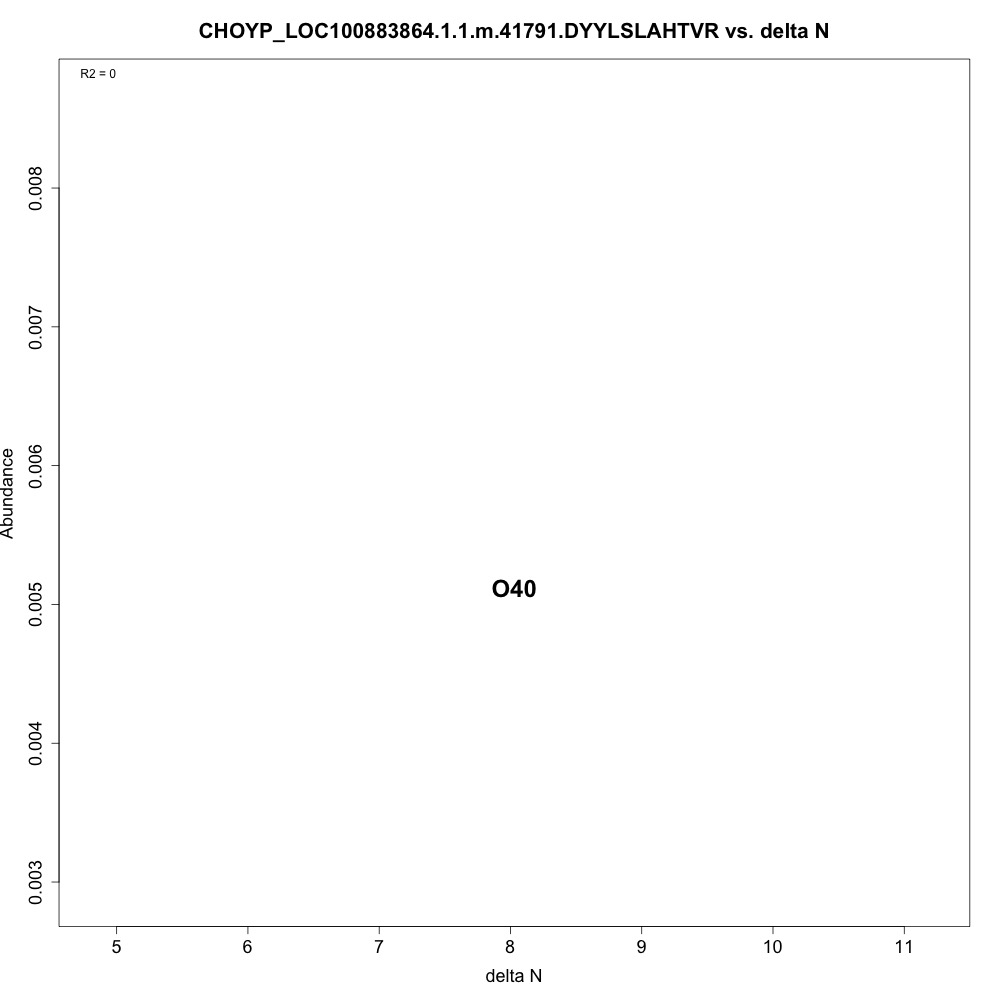 CHOYP_LOC100883864.1.1.m.41791.DYYLSLAHTVR vs. delta N
R2 = 0
0.008
0.007
0.006
Abundance
O40
0.005
0.004
0.003
5 6 7 8 9 10 11
delta N